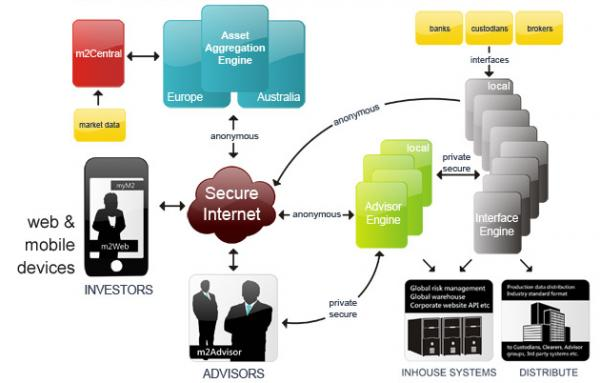 Asset
Aggregation
Engine
m2Central
Europe
Australia
market data
banks
custodians
brokers
interfaces
local
anonymous
anonymous
local
private
secure
myM2
m2Web
web &
mobile
devices
INVESTORS
Secure
Internet
anonymous
Advisor
Engine
Interface
Engine
private
secure
m2Advisor
ADVISORS
Global risk management
Global warehouse
Corporate website API etc
INHOUSE SYSTEMS
Production data distribution
Industry standard format
to Custodians, Clearers, Advisor
groups, 3rd party systems etc.
DISTRIBUTE